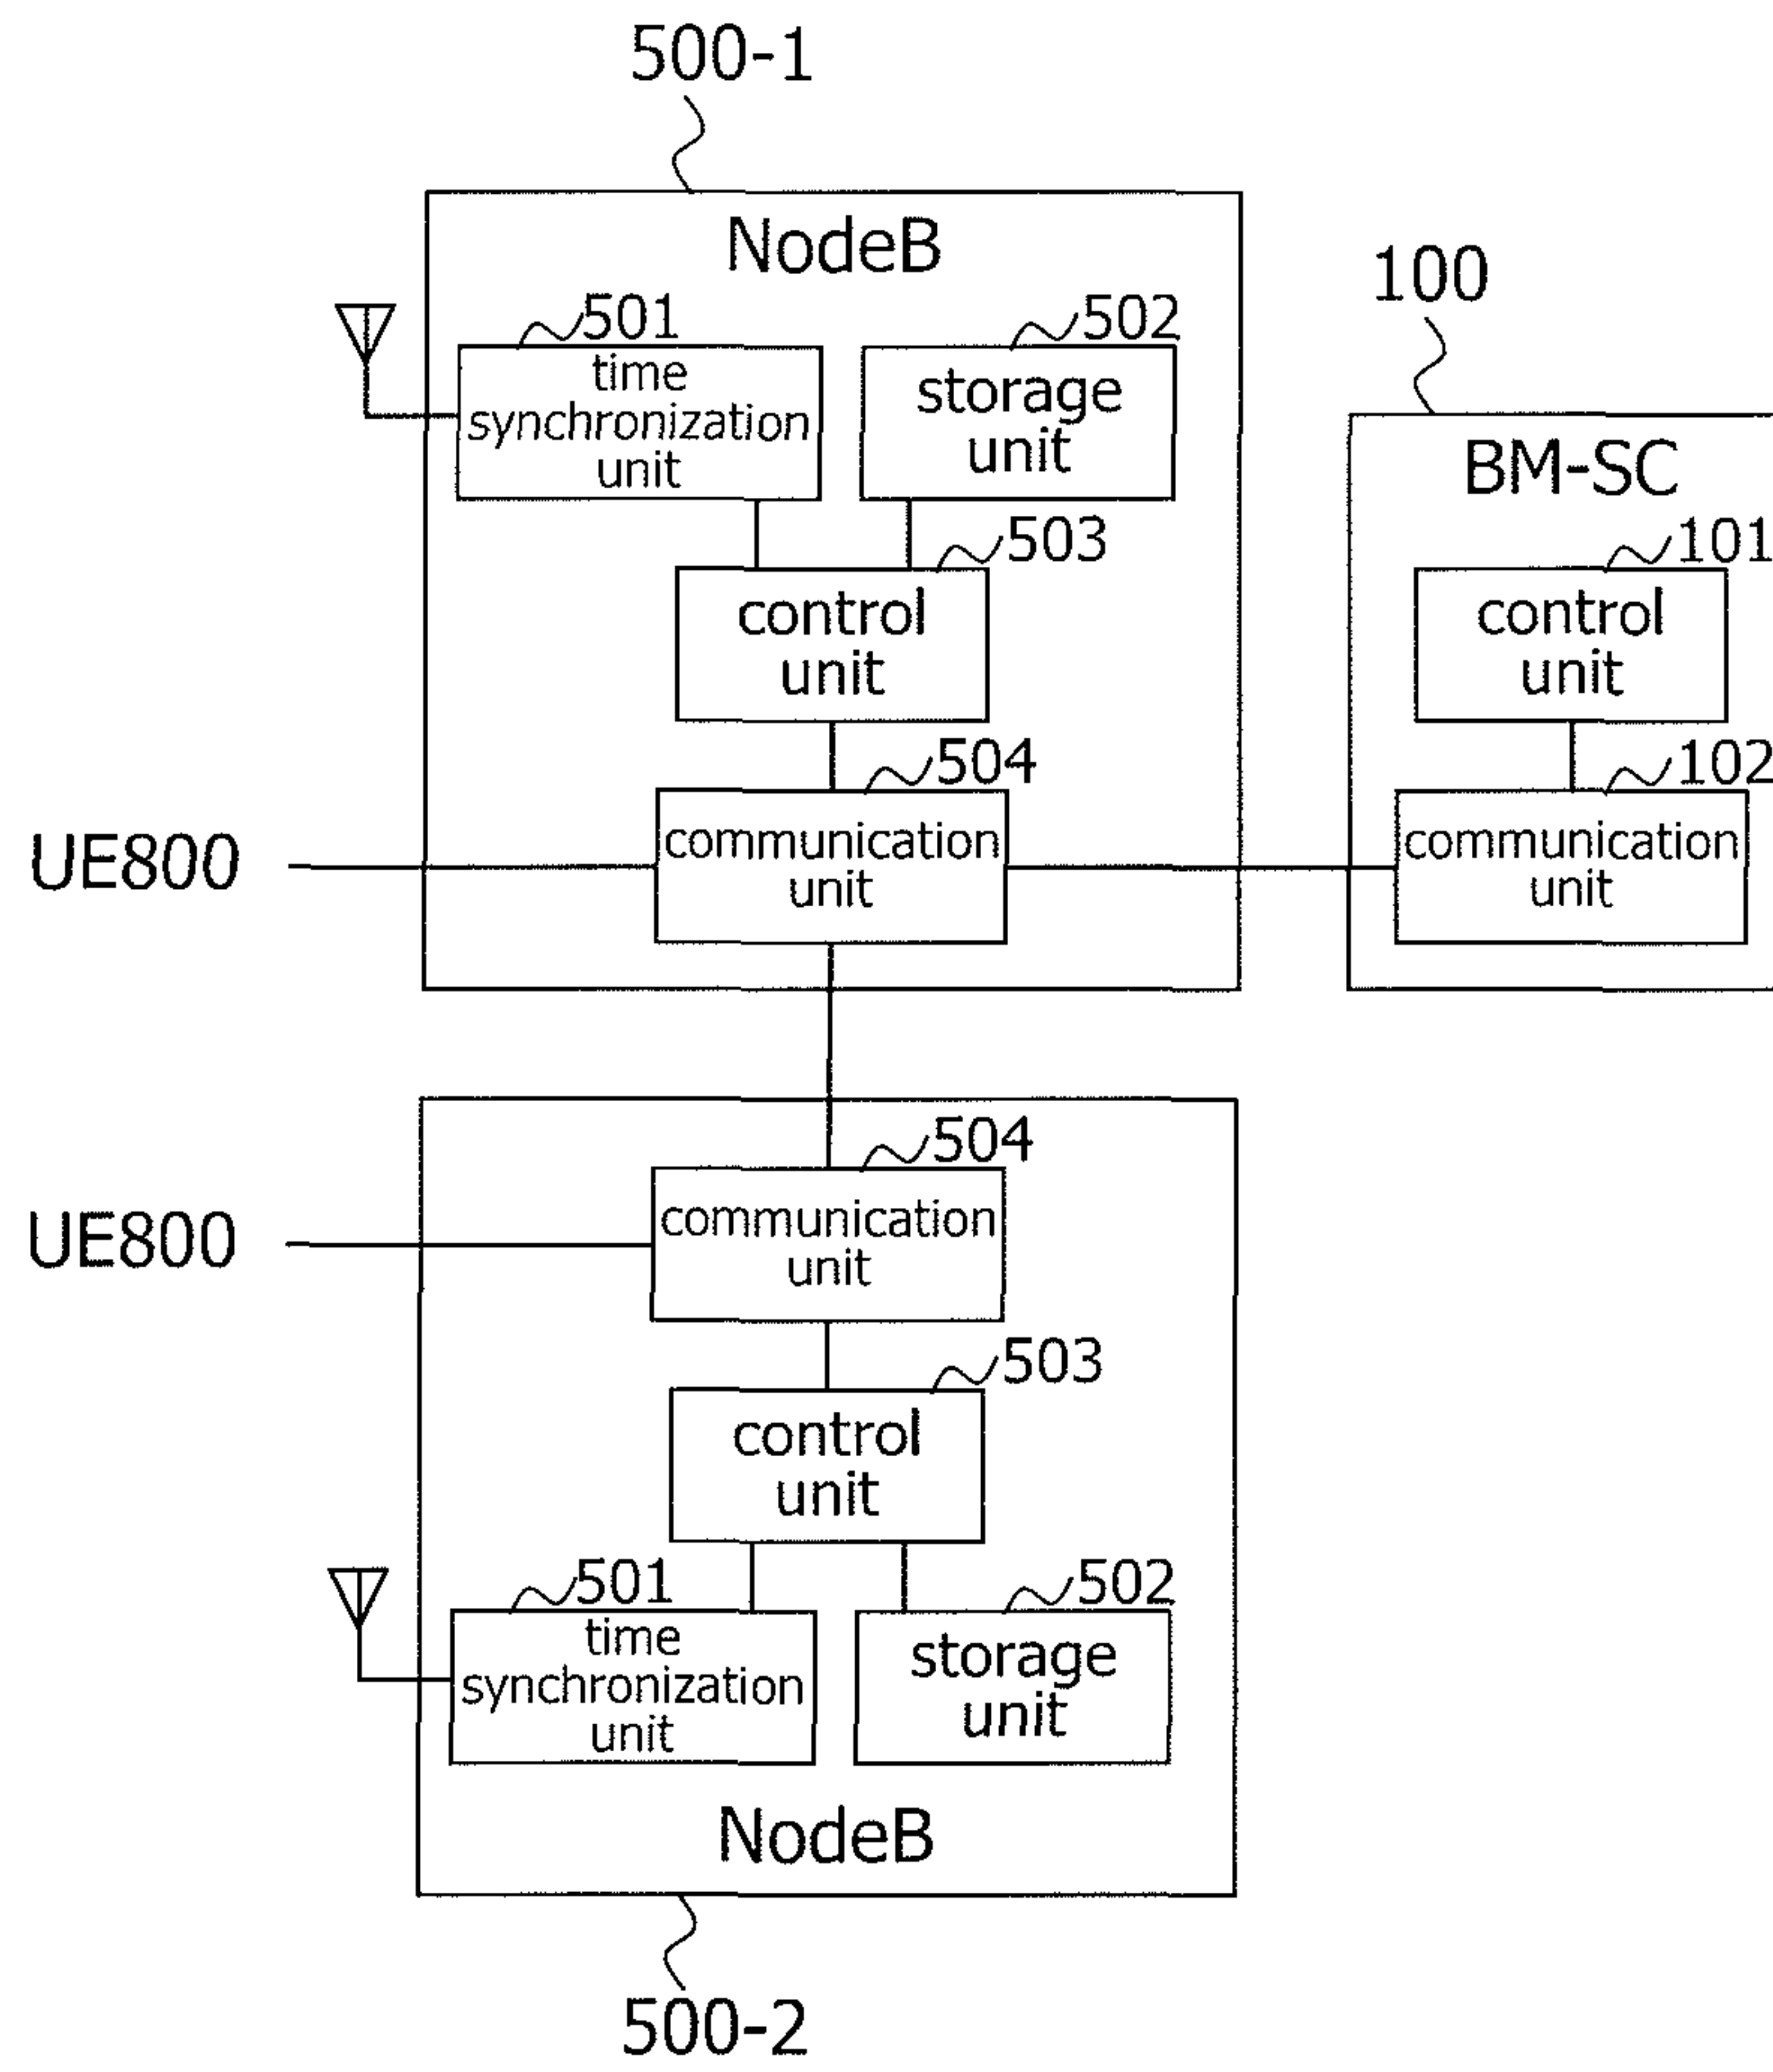 500-1
NodeB
100
501
502
time
synchronization
unit
storage
unit
BM-SC
503
101
control
unit
control
unit
504
102
UE800
communication
unit
communication
unit
504
UE800
communication
unit
503
control
unit
501
502
time
synchronization
unit
storage
unit
NodeB
500-2